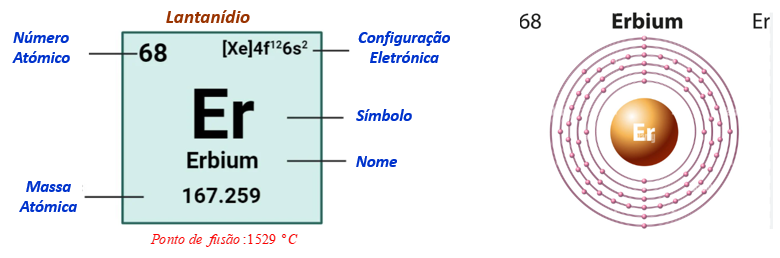 Lantanídio
Número
Atómico
68
[Xe]4f¹²6s²
Configuração
Eletrónica
Er
Símbolo
Erbium
Nome
Massa
Atómica
167.259
Ponto de fusão :1529 °C
68 Erbium Er
Er